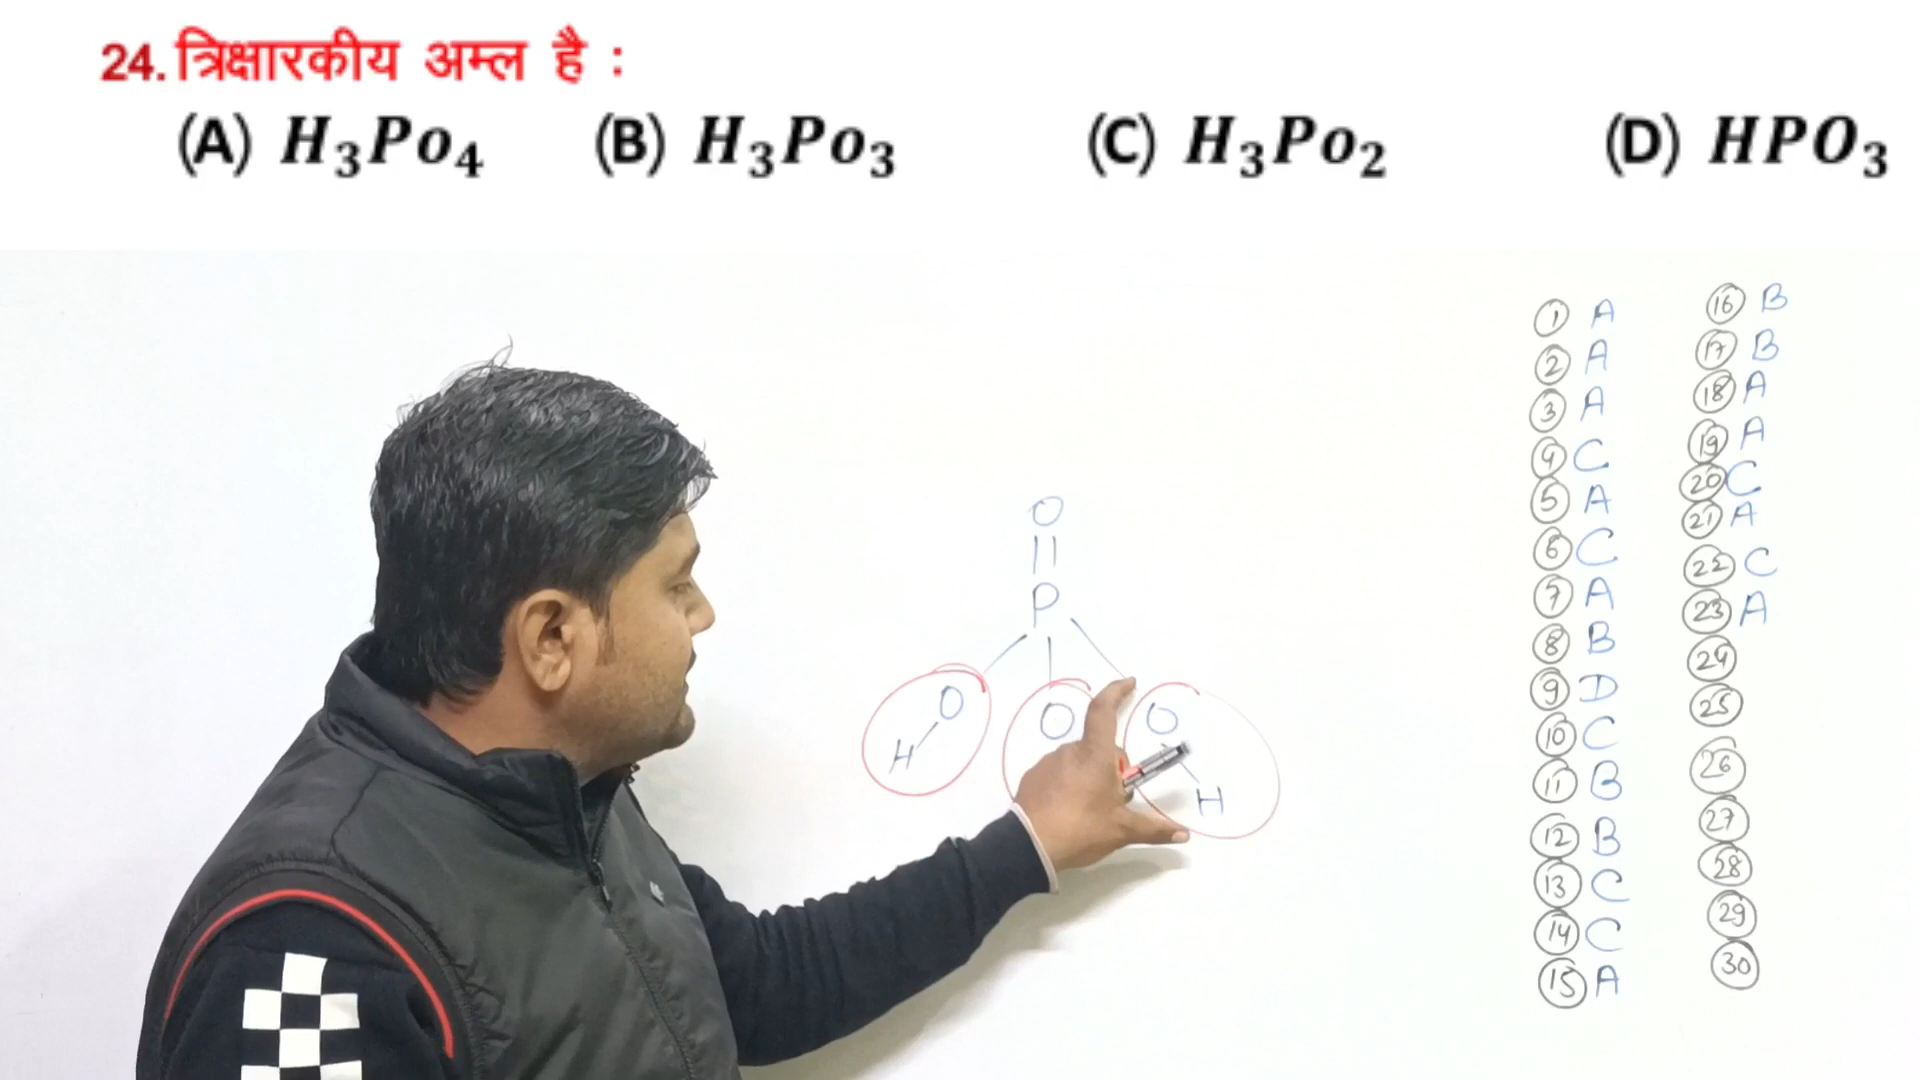 24. त्रिक्षारकीय अम्ल है :
(A) H₃Po₄ (B) H₃Po₃ (C) H₃Po₂ (D) HPO₃
O
||
P
O O O
H H
1 A
2 A
3 A
4 C
5 A
6 C
7 A
8 B
9 D
10 C
11 B
12 B
13 C
14 C
15 A
16 B
17 B
18 A
19 A
20 C
21 A
22 C
23 A
24
25
26
27
28
29
30